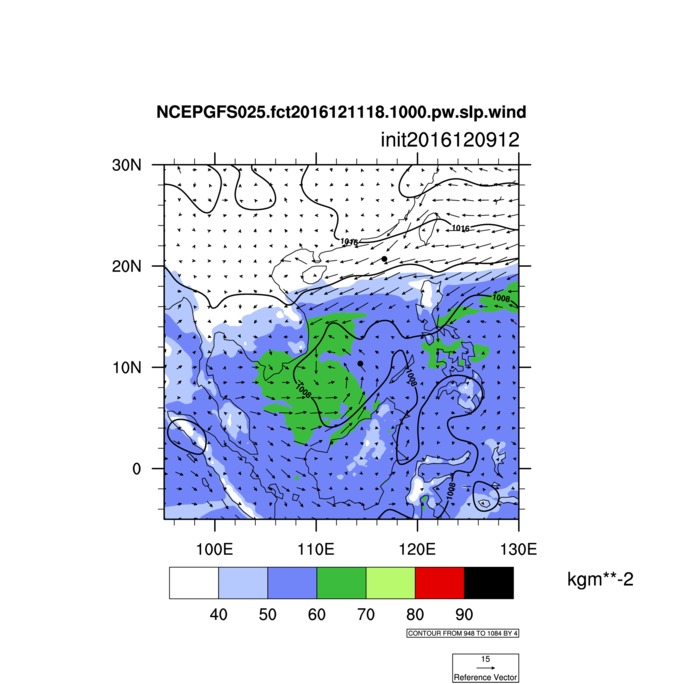 NCEPGFS025.fct2016121118.1000.pw.slp.wind
init2016120912
30N
1016
1016
20N
1008
10N
1008
1008
0
1008
100E 110E 120E 130E
kgm**-2
40 50 60 70 80 90
CONTOUR FROM 948 TO 1084 BY 4
15
Reference Vector